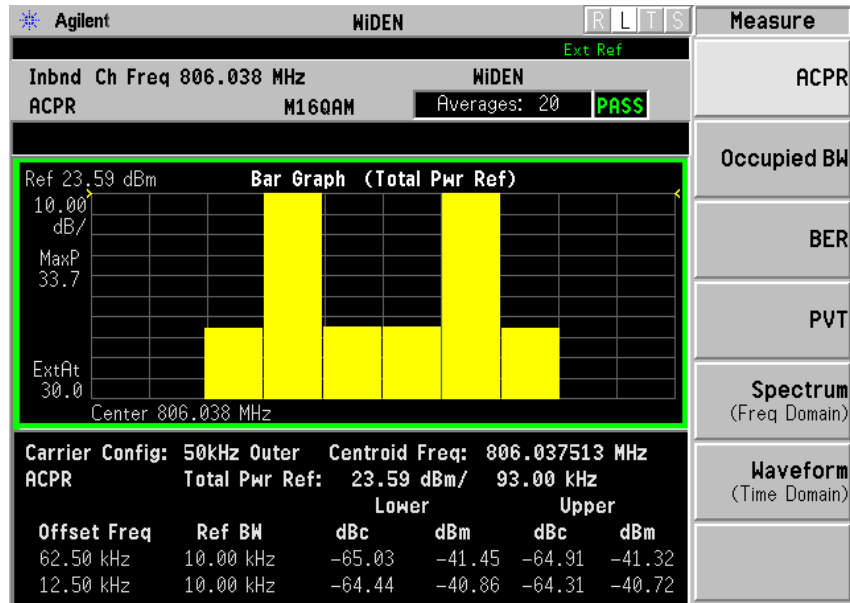 Agilent WiDEN R L T S Measure
Ext Ref
Inbnd Ch Freq 806.038 MHz WiDEN
ACPR M16QAM Averages: 20 PASS
ACPR
Occupied BW
BER
PVT
Spectrum
(Freq Domain)
Waveform
(Time Domain)
Ref 23.59 dBm Bar Graph (Total Pwr Ref)
10.00
dB/
MaxP
33.7
ExtAt
30.0
Center 806.038 MHz
Carrier Config: 50kHz Outer Centroid Freq: 806.037513 MHz
ACPR Total Pwr Ref: 23.59 dBm/ 93.00 kHz
Lower Upper
Offset Freq Ref BW dBc dBm dBc dBm
62.50 kHz 10.00 kHz -65.03 -41.45 -64.91 -41.32
12.50 kHz 10.00 kHz -64.44 -40.86 -64.31 -40.72